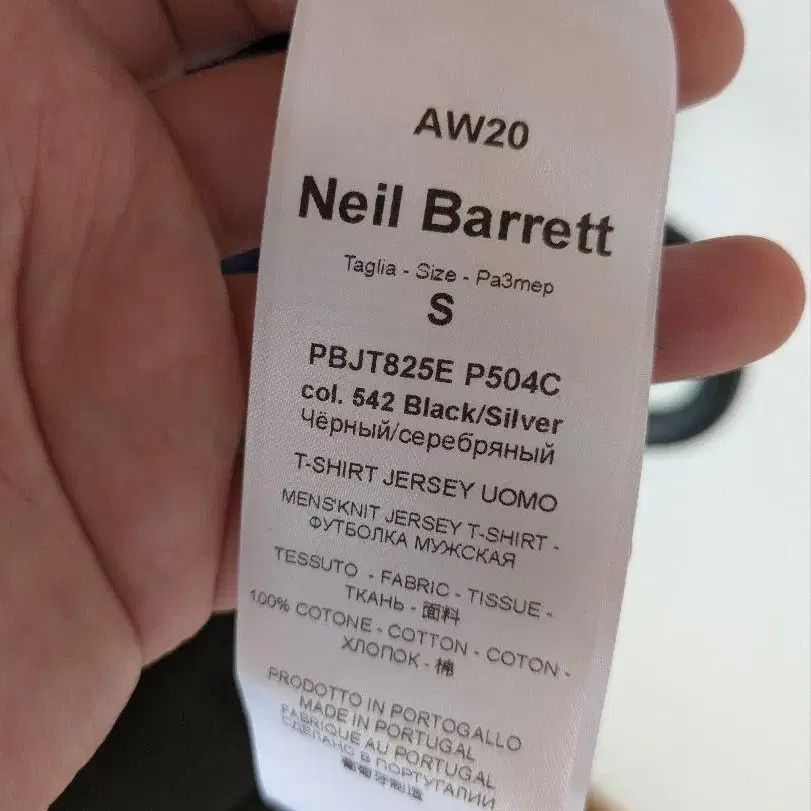 AW20
Neil Barrett
Taglia - Size - Размер
S
PBJT825E P504C
col. 542 Black/Silver
Чёрный/серебряный
T-SHIRT JERSEY UOMO
MENS'KNIT JERSEY T-SHIRT -
ФУТБОЛКА МУЖСКАЯ
TESSUTO - FABRIC - TISSUE -
ТКАНЬ - 面料
100% COTONE - COTTON - COTON -
ХЛОПОК - 棉
PRODOTTO IN PORTOGALLO
MADE IN PORTUGAL
FABRIQUE AU PORTUGAL
СДЕЛАНО В ПОРТУГАЛИИ
葡萄牙制造